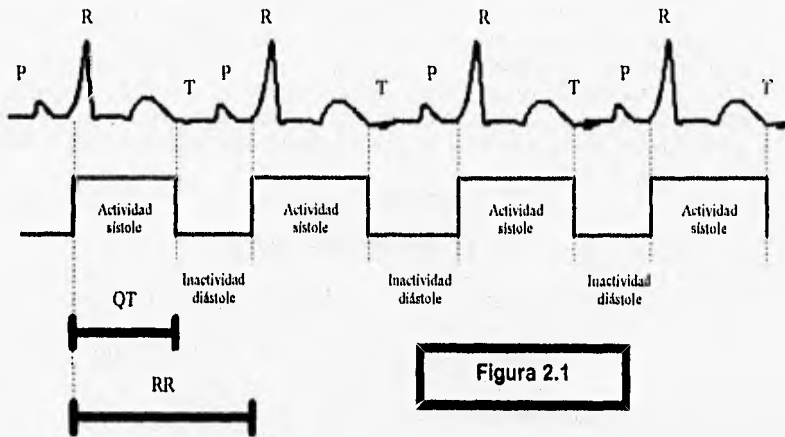 R R R R
P T P T P T P T
Actividad sístole Actividad sístole Actividad sístole Actividad sístole
Inactividad diástole Inactividad diástole Inactividad diástole
QT
RR
Figura 2.1